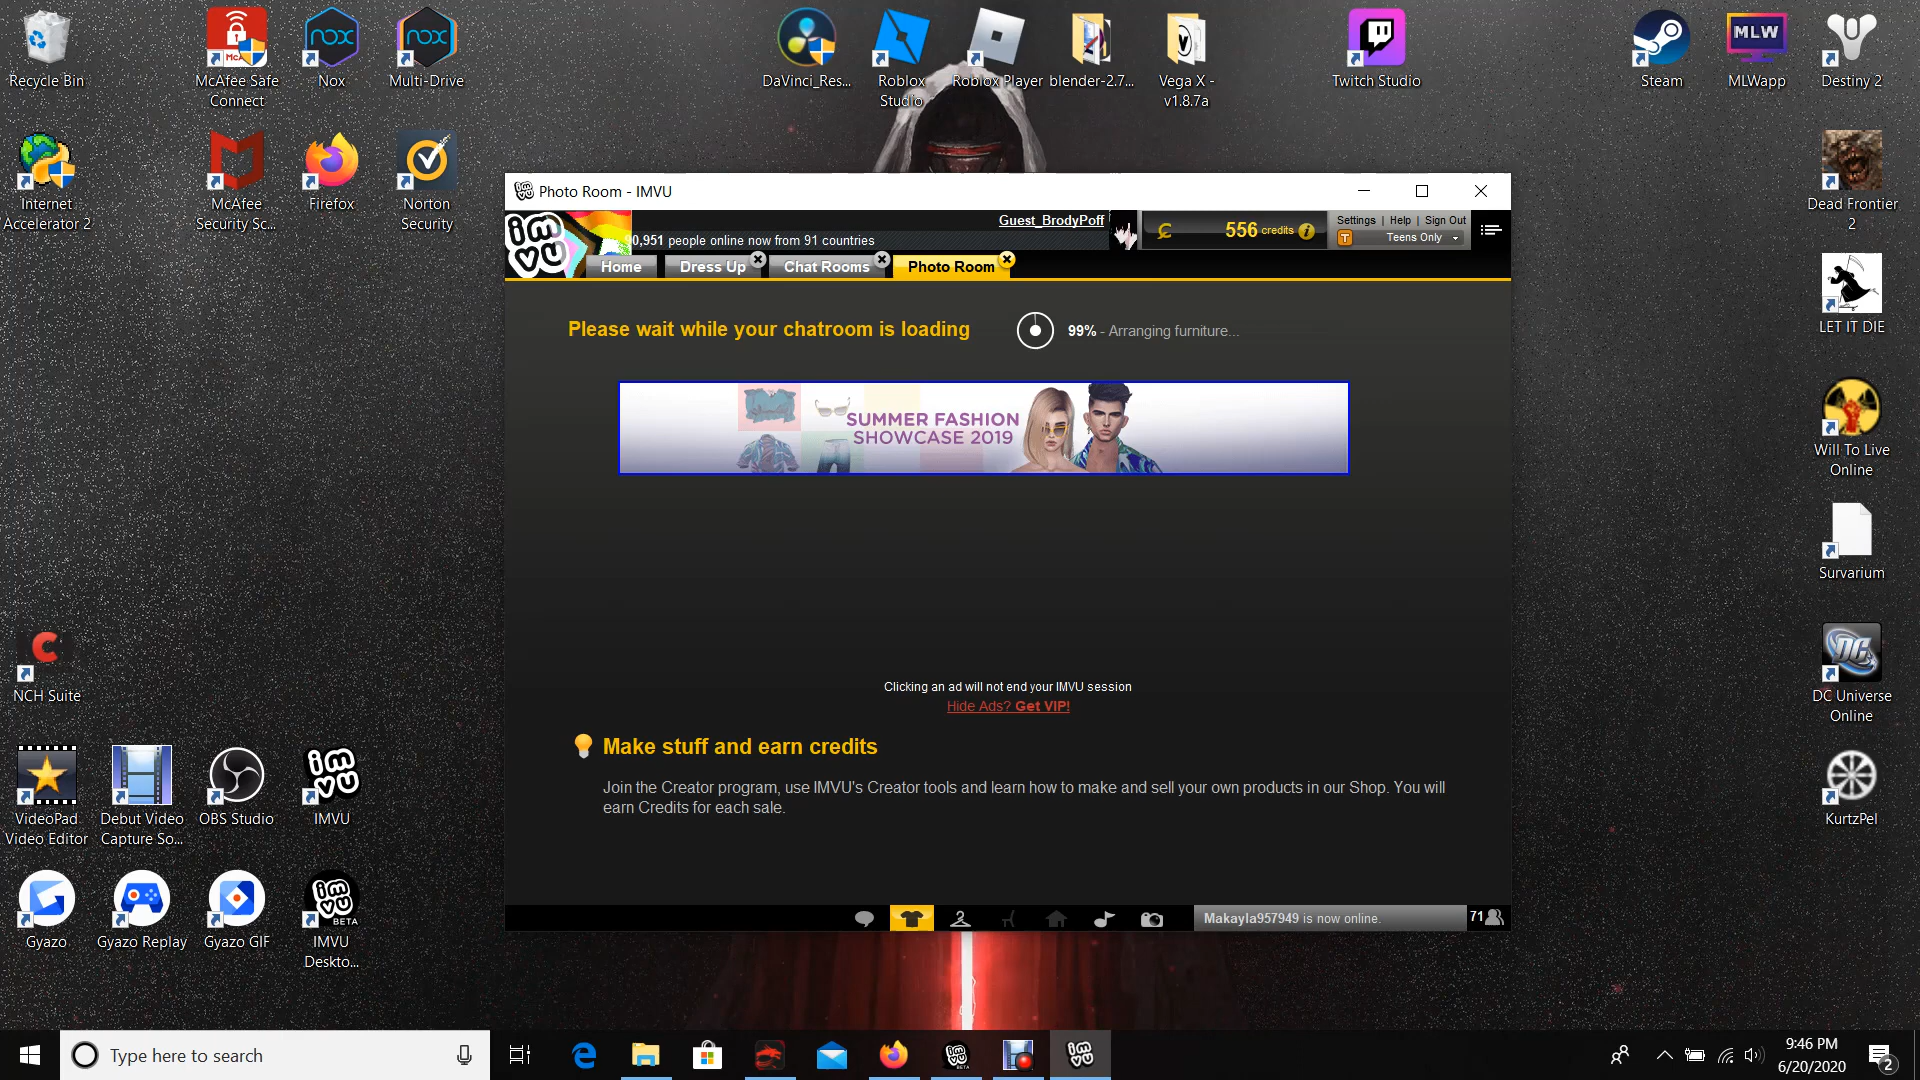 Recycle Bin
McAfee Safe
Connect
Nox
Multi-Drive
DaVinci_Res...
Roblox
Studio
Roblox Player
blender-2.7...
Vega X -
v1.8.7a
Twitch Studio
Steam
MLW
MLWapp
Destiny 2
Internet
Accelerator 2
McAfee
Security Sc...
Firefox
Norton
Security
Dead Frontier
2
LET IT DIE
Will To Live
Online
Survarium
DC Universe
Online
KurtzPel
NCH Suite
VideoPad
Video Editor
Debut Video
Capture So...
OBS Studio
IMVU
Gyazo
Gyazo Replay
Gyazo GIF
IMVU
Deskto...
Photo Room - IMVU
imvu
Guest_BrodyPoff
0,951 people online now from 91 countries
556 credits
Settings | Help | Sign Out
T Teens Only
Home
Dress Up
Chat Rooms
Photo Room
Please wait while your chatroom is loading
99% - Arranging furniture...
SUMMER FASHION
SHOWCASE 2019
Clicking an ad will not end your IMVU session
Hide Ads? Get VIP!
Make stuff and earn credits
Join the Creator program, use IMVU's Creator tools and learn how to make and sell your own products in our Shop. You will
earn Credits for each sale.
Makayla957949 is now online.
71
Type here to search
9:46 PM
6/20/2020
2